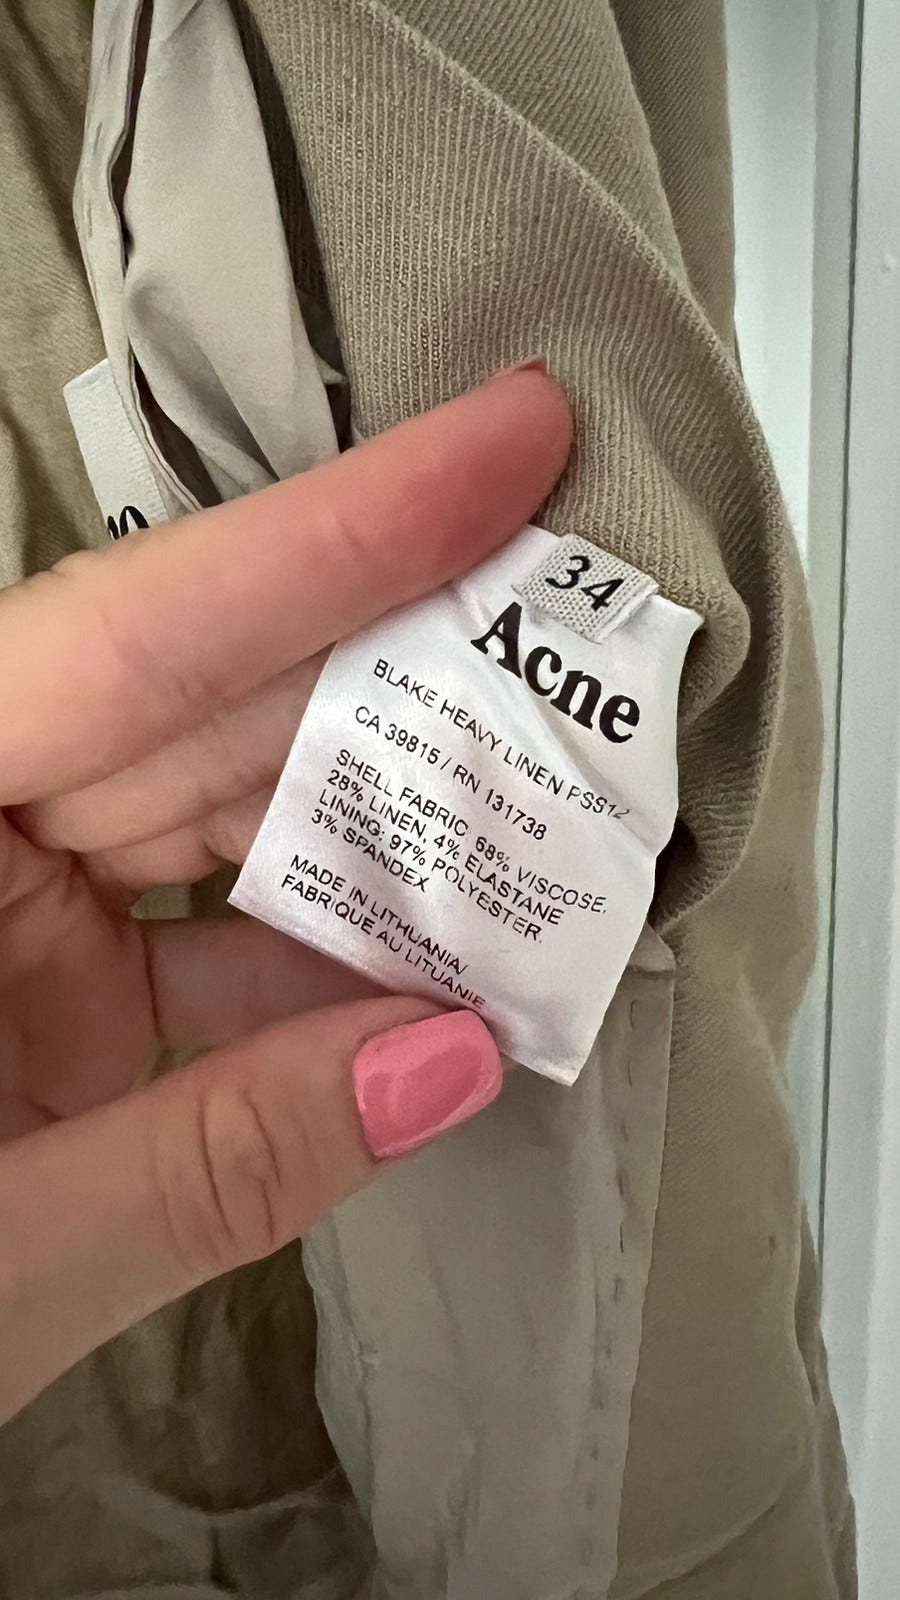 34
Acne
BLAKE HEAVY LINEN PSS12
CA 39815 / RN 131738
SHELL FABRIC 68% VISCOSE,
28% LINEN, 4% ELASTANE
LINING: 97% POLYESTER.
3% SPANDEX
MADE IN LITHUANIA/
FABRIQUE AU LITUANIE